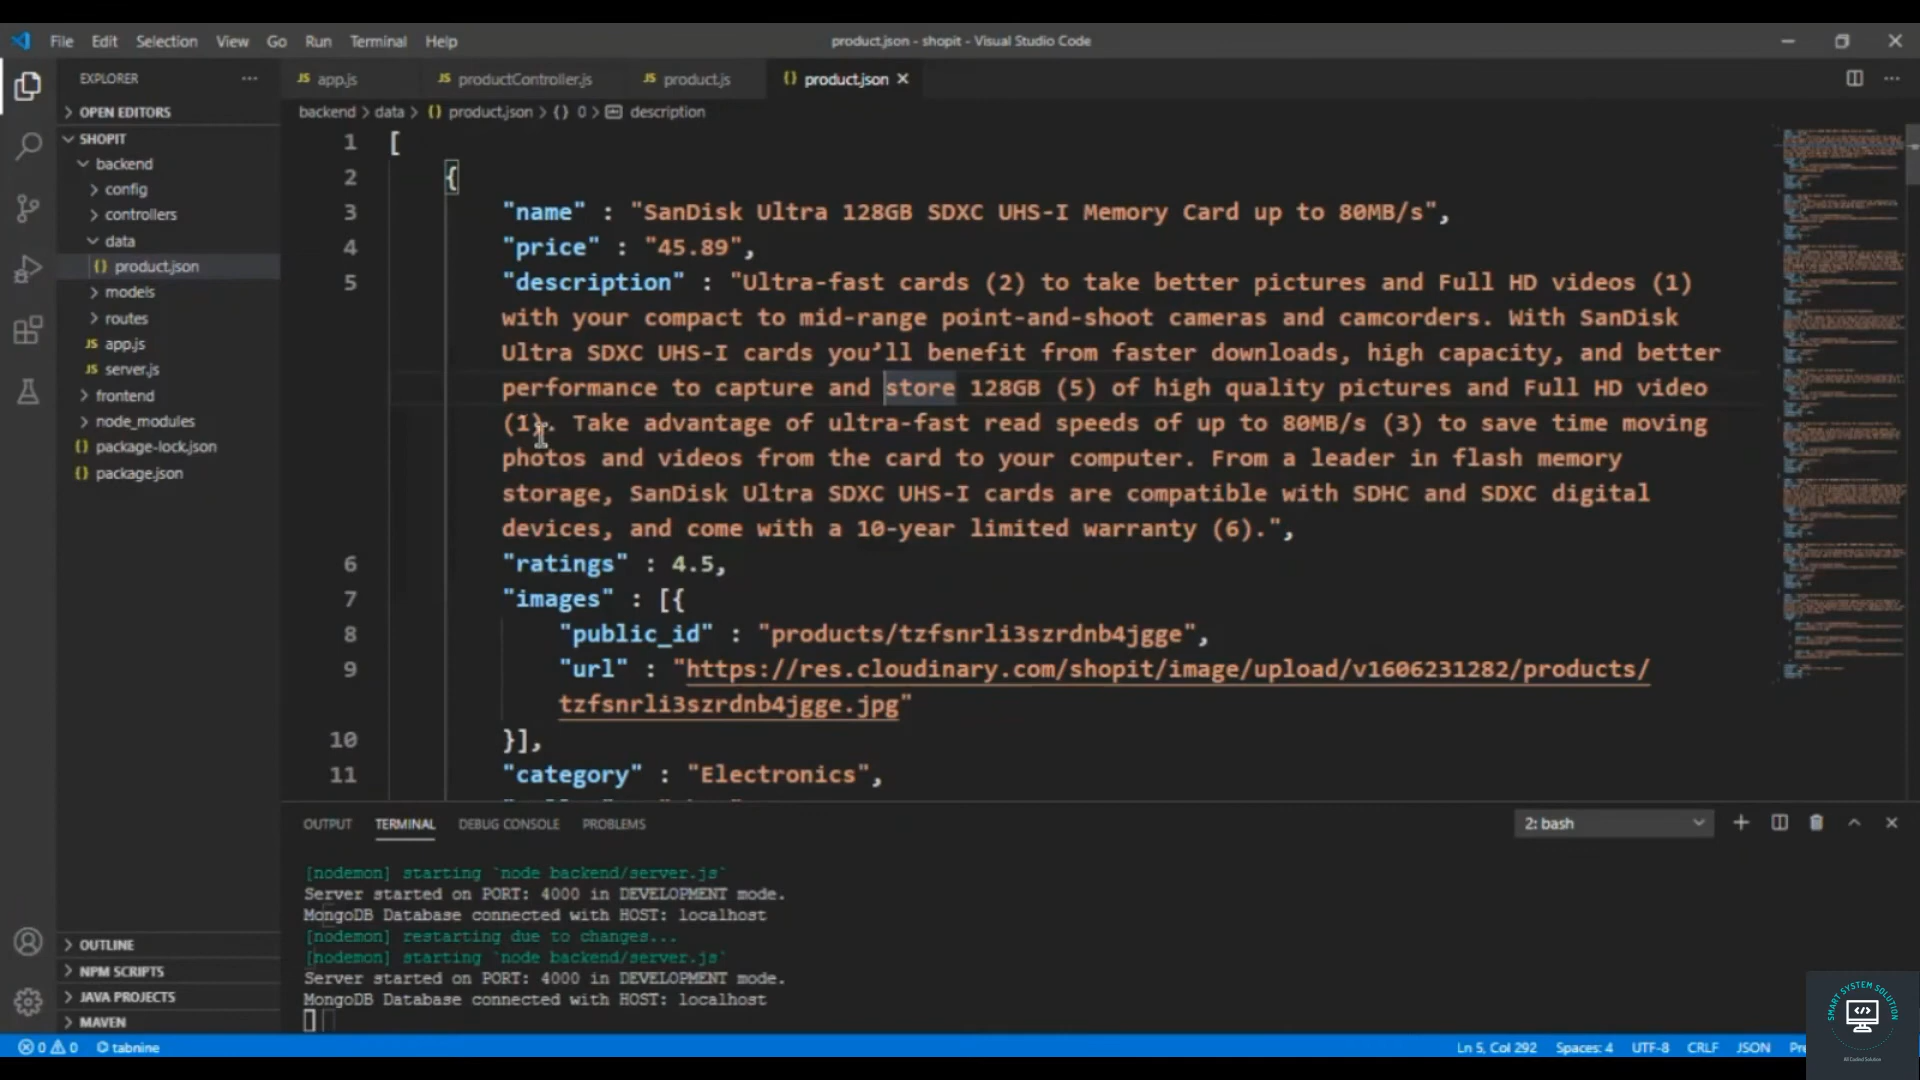 File Edit Selection View Go Run Terminal Help
product.json - shopit - Visual Studio Code
EXPLORER
app.js
productController.js
product.js
{} product.json
OPEN EDITORS
backend > data > {} product.json > {} 0 > description
SHOPIT
backend
config
controllers
data
{} product.json
models
routes
JS app.js
JS server.js
frontend
node_modules
{} package-lock.json
{} package.json
OUTLINE
NPM SCRIPTS
JAVA PROJECTS
MAVEN
1 [
2 {
3 "name" : "SanDisk Ultra 128GB SDXC UHS-I Memory Card up to 80MB/s",
4 "price" : "45.89",
5 "description" : "Ultra-fast cards (2) to take better pictures and Full HD videos (1)
with your compact to mid-range point-and-shoot cameras and camcorders. With SanDisk
Ultra SDXC UHS-I cards you’ll benefit from faster downloads, high capacity, and better
performance to capture and store 128GB (5) of high quality pictures and Full HD video
(1). Take advantage of ultra-fast read speeds of up to 80MB/s (3) to save time moving
photos and videos from the card to your computer. From a leader in flash memory
storage, SanDisk Ultra SDXC UHS-I cards are compatible with SDHC and SDXC digital
devices, and come with a 10-year limited warranty (6).",
6 "ratings" : 4.5,
7 "images" : [{
8 "public_id" : "products/tzfsnrli3szrdnb4jgge",
9 "url" : "https://res.cloudinary.com/shopit/image/upload/v1606231282/products/
tzfsnrli3szrdnb4jgge.jpg"
10 }],
11 "category" : "Electronics",
OUTPUT TERMINAL DEBUG CONSOLE PROBLEMS
2: bash
[nodemon] starting `node backend/server.js`
Server started on PORT: 4000 in DEVELOPMENT mode.
MongoDB Database connected with HOST: localhost
[nodemon] restarting due to changes...
[nodemon] starting `node backend/server.js`
Server started on PORT: 4000 in DEVELOPMENT mode.
MongoDB Database connected with HOST: localhost
0 0 tabnine
Ln 5, Col 292 Spaces: 4 UTF-8 CRLF JSON
SMART SYSTEM SOLUTION